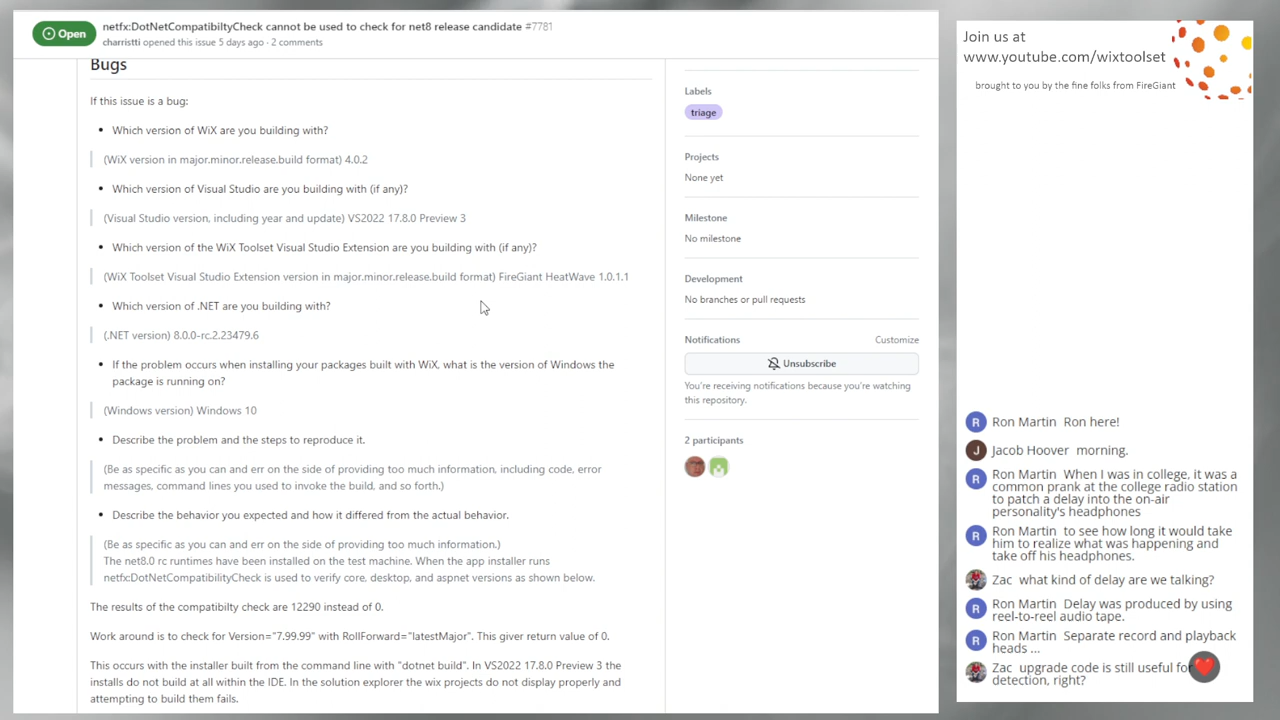 netfx:DotNetCompatibiltyCheck cannot be used to check for net8 release candidate #7781
Open
charristti opened this issue 5 days ago · 2 comments
Bugs
If this issue is a bug:
• Which version of WiX are you building with?
(WiX version in major.minor.release.build format) 4.0.2
• Which version of Visual Studio are you building with (if any)?
(Visual Studio version, including year and update) VS2022 17.8.0 Preview 3
• Which version of the WiX Toolset Visual Studio Extension are you building with (if any)?
(WiX Toolset Visual Studio Extension version in major.minor.release.build format) FireGiant HeatWave 1.0.1.1
• Which version of .NET are you building with?
(.NET version) 8.0.0-rc.2.23479.6
• If the problem occurs when installing your packages built with WiX, what is the version of Windows the
package is running on?
(Windows version) Windows 10
• Describe the problem and the steps to reproduce it.
(Be as specific as you can and err on the side of providing too much information, including code, error
messages, command lines you used to invoke the build, and so forth.)
• Describe the behavior you expected and how it differed from the actual behavior.
(Be as specific as you can and err on the side of providing too much information.)
The net8.0 rc runtimes have been installed on the test machine. When the app installer runs
netfx:DotNetCompatibilityCheck is used to verify core, desktop, and aspnet versions as shown below.
The results of the compatibilty check are 12290 instead of 0.
Work around is to check for Version="7.99.99" with RollForward="latestMajor". This giver return value of 0.
This occurs with the installer built from the command line with "dotnet build". In VS2022 17.8.0 Preview 3 the
installs do not build at all within the IDE. In the solution explorer the wix projects do not display properly and
attempting to build them fails.
Labels
triage
Projects
None yet
Milestone
No milestone
Development
No branches or pull requests
Notifications
Customize
Unsubscribe
You're receiving notifications because you're watching
this repository.
2 participants
Join us at
www.youtube.com/wixtoolset
brought to you by the fine folks from FireGiant
R Ron Martin Ron here!
J Jacob Hoover morning.
R Ron Martin When I was in college, it was a
common prank at the college radio station
to patch a delay into the on-air
personality's headphones
R Ron Martin to see how long it would take
him to realize what was happening and
take off his headphones.
Zac what kind of delay are we talking?
R Ron Martin Delay was produced by using
reel-to-reel audio tape.
R Ron Martin Separate record and playback
heads ...
Zac upgrade code is still useful for
detection, right?